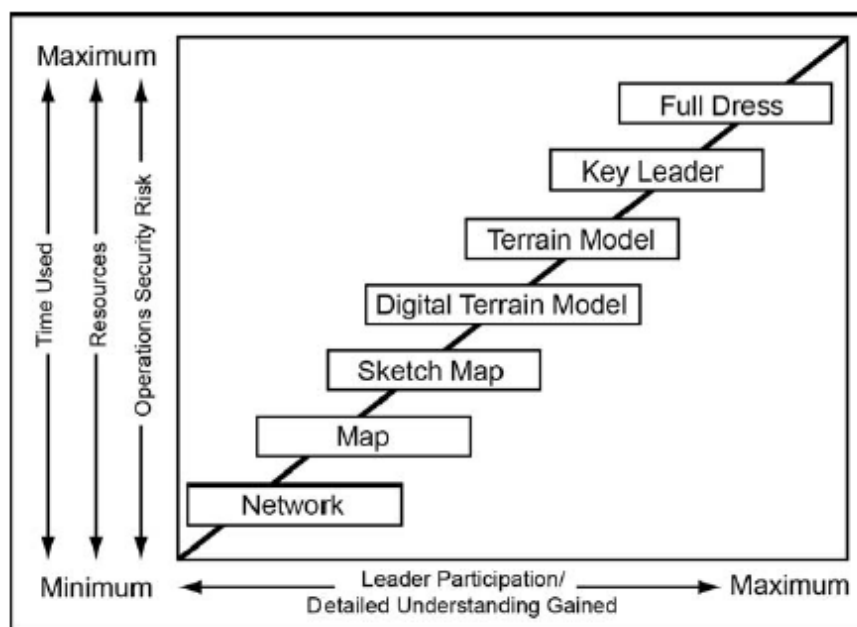 Maximum
Time Used
Resources
Operations Security Risk
Full Dress
Key Leader
Terrain Model
Digital Terrain Model
Sketch Map
Map
Network
Minimum
Leader Participation/
Detailed Understanding Gained
Maximum